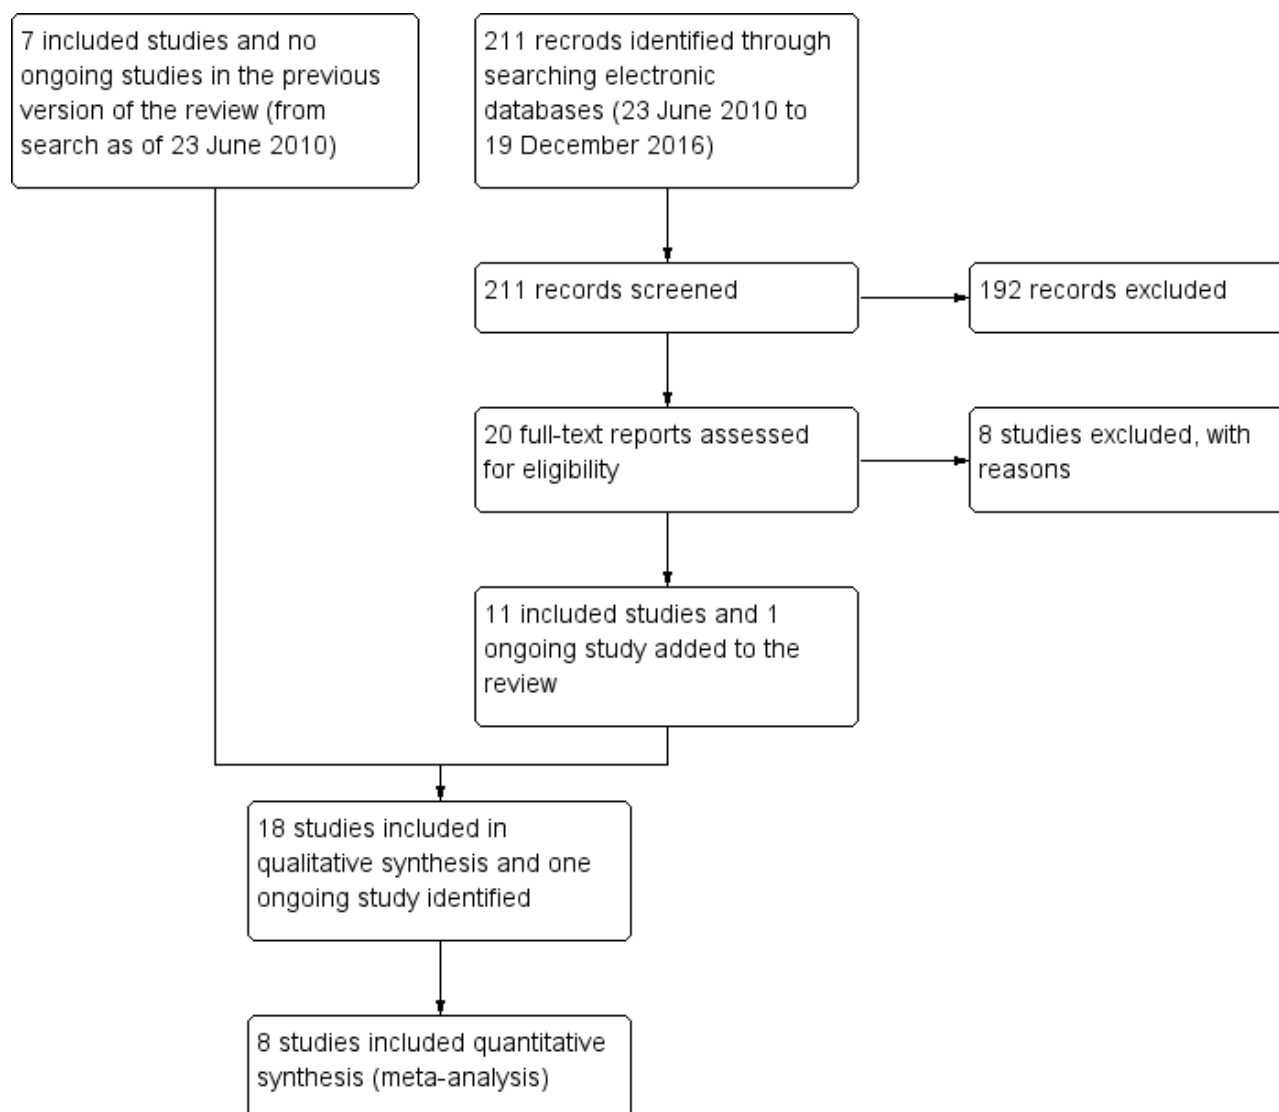 7 included studies and no
ongoing studies in the previous
version of the review (from
search as of 23 June 2010)
211 recrods identified through
searching electronic
databases (23 June 2010 to
19 December 2016)
211 records screened
192 records excluded
20 full-text reports assessed
for eligibility
8 studies excluded, with
reasons
11 included studies and 1
ongoing study added to the
review
18 studies included in
qualitative synthesis and one
ongoing study identified
8 studies included quantitative
synthesis (meta-analysis)